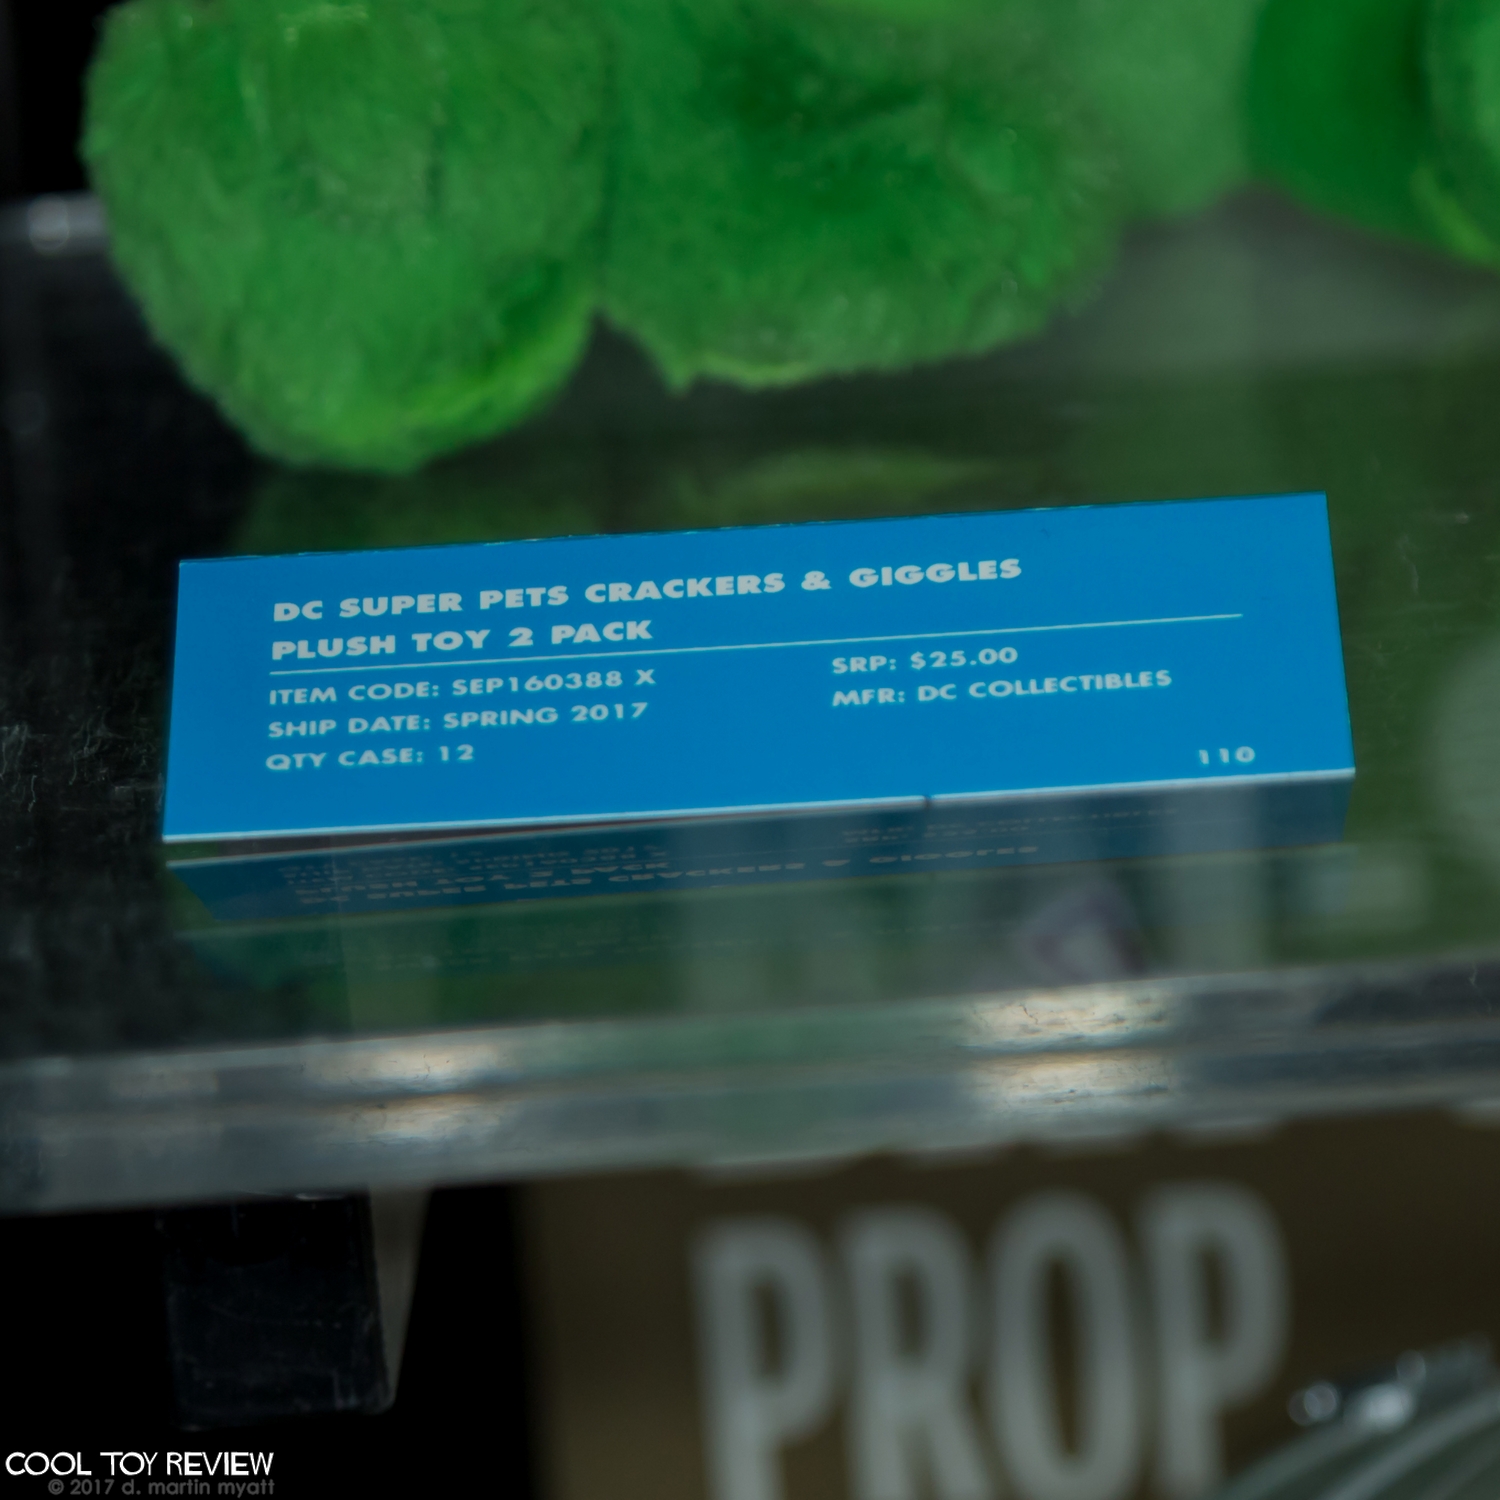 DC SUPER PETS CRACKERS & GIGGLES
PLUSH TOY 2 PACK
ITEM CODE: SEP160388 X
SHIP DATE: SPRING 2017
QTY CASE: 12
SRP: $25.00
MFR: DC COLLECTIBLES
110
PROP
COOL TOY REVIEW
© 2017 d. martin myatt